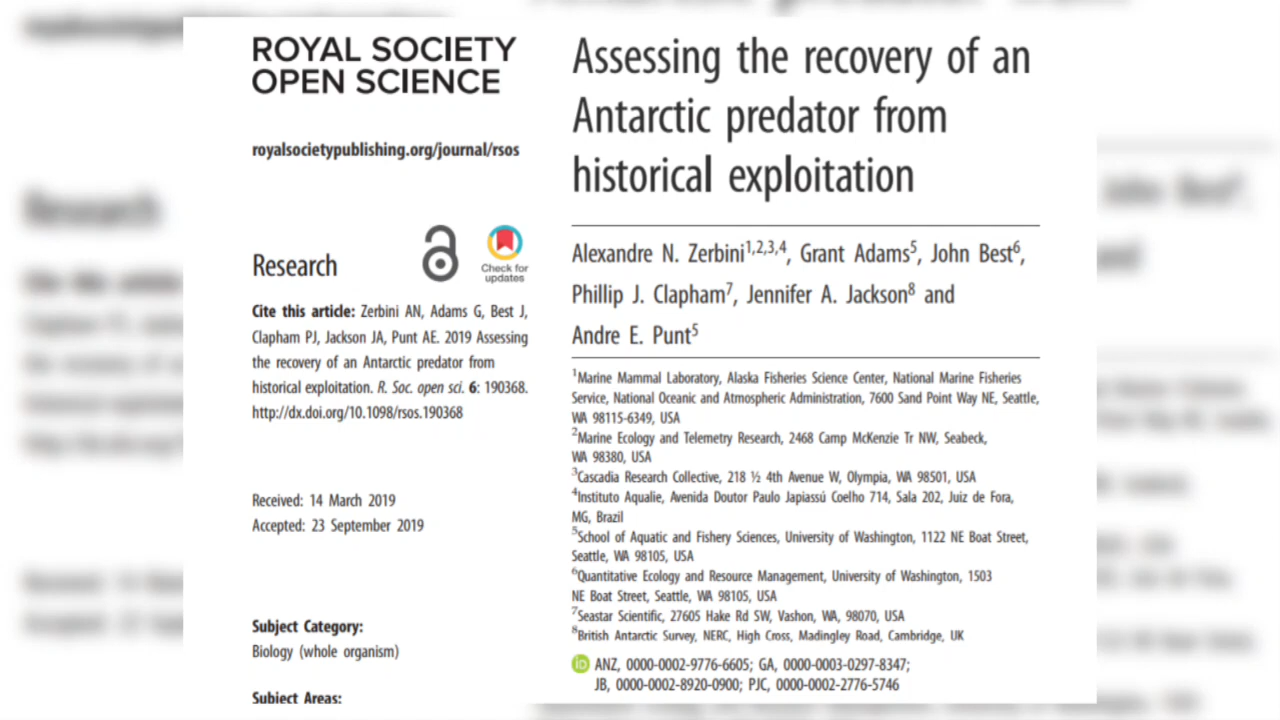 ROYAL SOCIETY
OPEN SCIENCE
royalsocietypublishing.org/journal/rsos
Research
Check for
updates
Cite this article: Zerbini AN, Adams G, Best J,
Clapham PJ, Jackson JA, Punt AE. 2019 Assessing
the recovery of an Antarctic predator from
historical exploitation. R. Soc. open sci. 6: 190368.
http://dx.doi.org/10.1098/rsos.190368
Received: 14 March 2019
Accepted: 23 September 2019
Subject Category:
Biology (whole organism)
Subject Areas:
Assessing the recovery of an
Antarctic predator from
historical exploitation
Alexandre N. Zerbini1,2,3,4, Grant Adams5, John Best6,
Phillip J. Clapham7, Jennifer A. Jackson8 and
Andre E. Punt5
1Marine Mammal Laboratory, Alaska Fisheries Science Center, National Marine Fisheries
Service, National Oceanic and Atmospheric Administration, 7600 Sand Point Way NE, Seattle,
WA 98115-6349, USA
2Marine Ecology and Telemetry Research, 2468 Camp McKenzie Tr NW, Seabeck,
WA 98380, USA
3Cascadia Research Collective, 218 ½ 4th Avenue W, Olympia, WA 98501, USA
4Instituto Aqualie, Avenida Doutor Paulo Japiassú Coelho 714, Sala 202, Juiz de Fora,
MG, Brazil
5School of Aquatic and Fishery Sciences, University of Washington, 1122 NE Boat Street,
Seattle, WA 98105, USA
6Quantitative Ecology and Resource Management, University of Washington, 1503
NE Boat Street, Seattle, WA 98105, USA
7Seastar Scientific, 27605 Hake Rd SW, Vashon, WA, 98070, USA
8British Antarctic Survey, NERC, High Cross, Madingley Road, Cambridge, UK
iD ANZ, 0000-0002-9776-6605; GA, 0000-0003-0297-8347;
JB, 0000-0002-8920-0900; PJC, 0000-0002-2776-5746